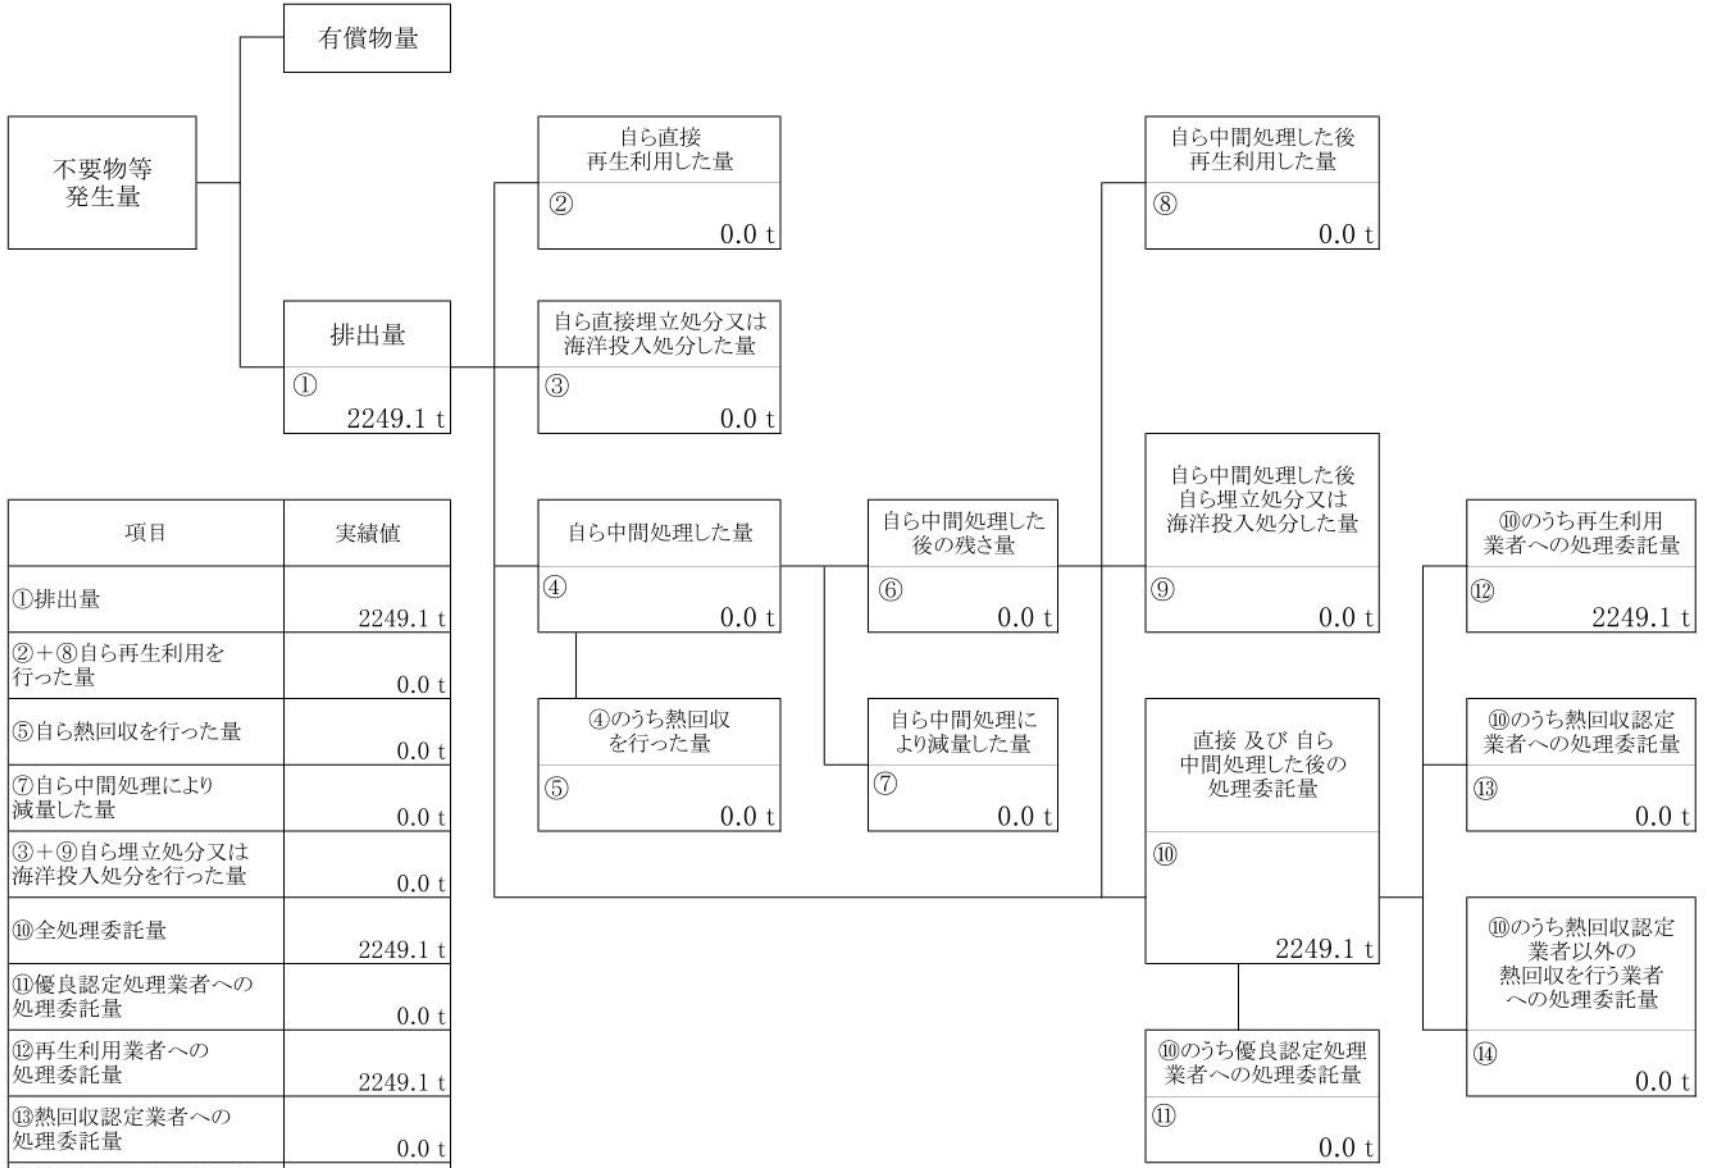 有償物量
不要物等
発生量
自ら直接
再生利用した量
②
0.0 t
自ら中間処理した後
再生利用した量
⑧
0.0 t
排出量
①
2249.1 t
自ら直接埋立処分又は
海洋投入処分した量
③
0.0 t
自ら中間処理した量
④
0.0 t
自ら中間処理した
後の残さ量
⑥
0.0 t
自ら中間処理した後
自ら埋立処分又は
海洋投入処分した量
⑨
0.0 t
⑩のうち再生利用
業者への処理委託量
⑫
2249.1 t
④のうち熱回収
を行った量
⑤
0.0 t
自ら中間処理に
より減量した量
⑦
0.0 t
直接 及び 自ら
中間処理した後の
処理委託量
⑩
2249.1 t
⑩のうち熱回収認定
業者への処理委託量
⑬
0.0 t
⑩のうち熱回収認定
業者以外の
熱回収を行う業者
への処理委託量
⑭
0.0 t
⑩のうち優良認定処理
業者への処理委託量
⑪
0.0 t
項目 実績値
①排出量
2249.1 t
②+⑧自ら再生利用を
行った量
0.0 t
⑤自ら熱回収を行った量
0.0 t
⑦自ら中間処理により
減量した量
0.0 t
③+⑨自ら埋立処分又は
海洋投入処分を行った量
0.0 t
⑩全処理委託量
2249.1 t
⑪優良認定処理業者への
処理委託量
0.0 t
⑫再生利用業者への
処理委託量
2249.1 t
⑬熱回収認定業者への
処理委託量
0.0 t